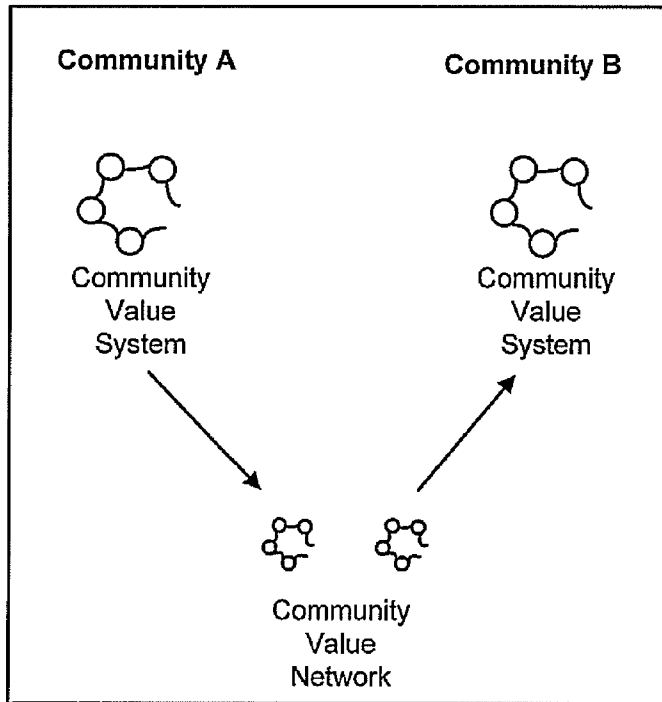 Community A
Community B
Community
Value
System
Community
Value
System
Community
Value
Network